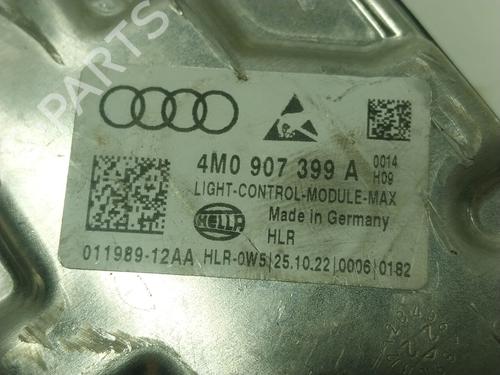 4M0 907 399 A 0014 H09
LIGHT-CONTROL-MODULE-MAX
HELLA
Made in Germany
HLR
011989-12AA HLR-0W5|25.10.22|0006|0182
B-PARTS